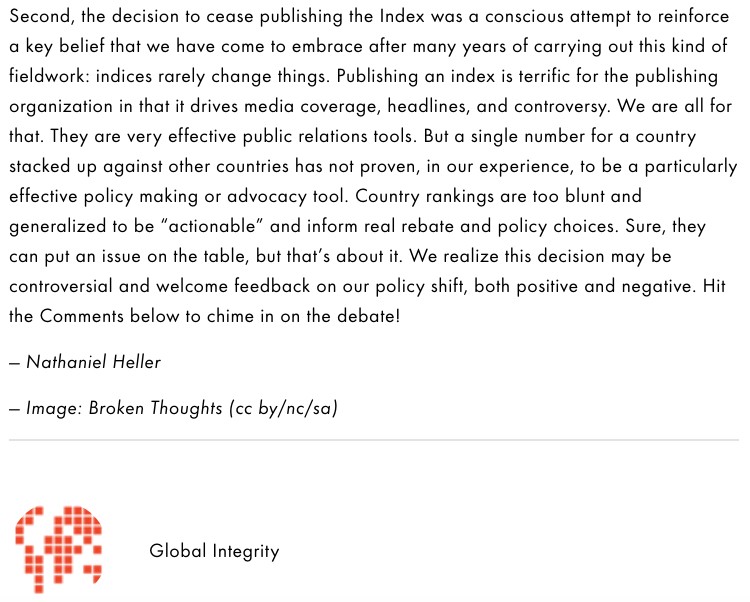 Second, the decision to cease publishing the Index was a conscious attempt to reinforce
a key belief that we have come to embrace after many years of carrying out this kind of
fieldwork: indices rarely change things. Publishing an index is terrific for the publishing
organization in that it drives media coverage, headlines, and controversy. We are all for
that. They are very effective public relations tools. But a single number for a country
stacked up against other countries has not proven, in our experience, to be a particularly
effective policy making or advocacy tool. Country rankings are too blunt and
generalized to be “actionable” and inform real rebate and policy choices. Sure, they
can put an issue on the table, but that’s about it. We realize this decision may be
controversial and welcome feedback on our policy shift, both positive and negative. Hit
the Comments below to chime in on the debate!
— Nathaniel Heller
— Image: Broken Thoughts (cc by/nc/sa)
Global Integrity